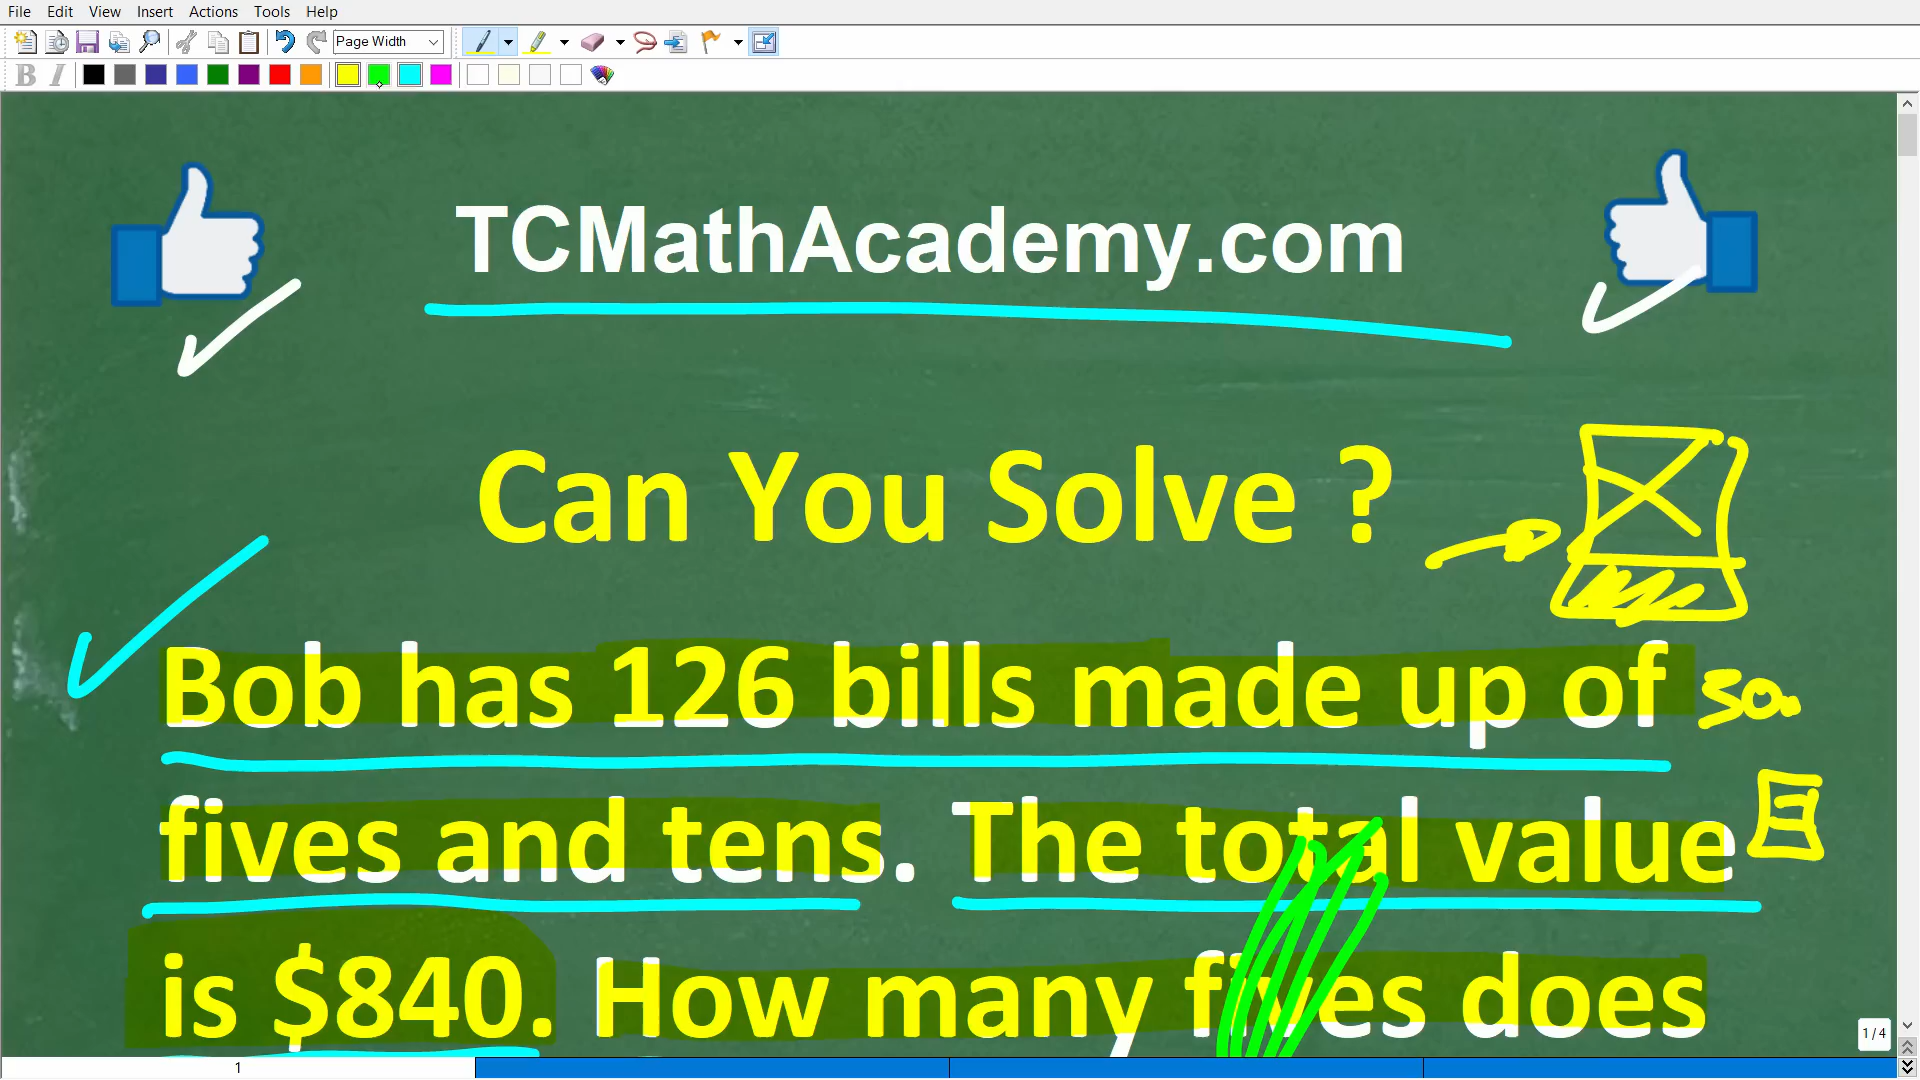 File Edit View Insert Actions Tools Help
Page Width
B I
TCMathAcademy.com
Can You Solve ?
Bob has 126 bills made up of
fives and tens. The total value
is $840. How many fives does
1 / 4
1